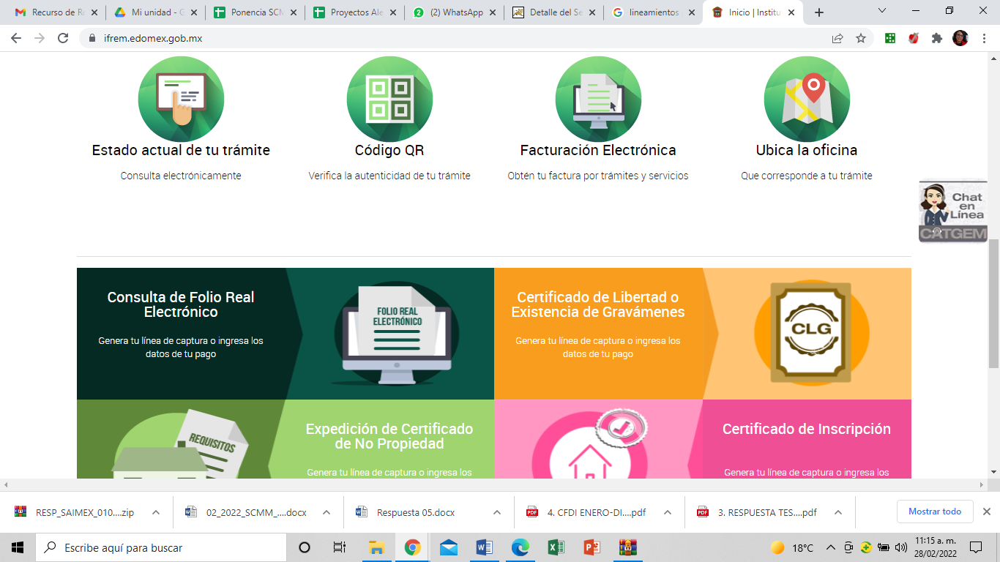 Recurso de R
Mi unidad - G
Ponencia SCM
Proyectos Ale
(2) WhatsApp
Detalle del Se
lineamientos
Inicio | Institu
ifrem.edomex.gob.mx
Estado actual de tu trámite
Código QR
Facturación Electrónica
Ubica la oficina
Consulta electrónicamente
Verifica la autenticidad de tu trámite
Obtén tu factura por trámites y servicios
Que corresponde a tu trámite
Chat
en
Línea
CATGEM
Consulta de Folio Real
Electrónico
Genera tu línea de captura o ingresa los
datos de tu pago
FOLIO REAL
ELECTRÓNICO
Certificado de Libertad o
Existencia de Gravámenes
Genera tu línea de captura o ingresa los
datos de tu pago
CLG
REQUISITOS
Expedición de Certificado
de No Propiedad
Genera tu línea de captura o ingresa los
Certificado de Inscripción
Genera tu línea de captura o ingresa los
RESP_SAIMEX_010....zip
02_2022_SCMM_....docx
Respuesta 05.docx
4. CFDI ENERO-DI....pdf
3. RESPUESTA TES....pdf
Mostrar todo
Escribe aquí para buscar
18°C
11:15 a. m.
28/02/2022